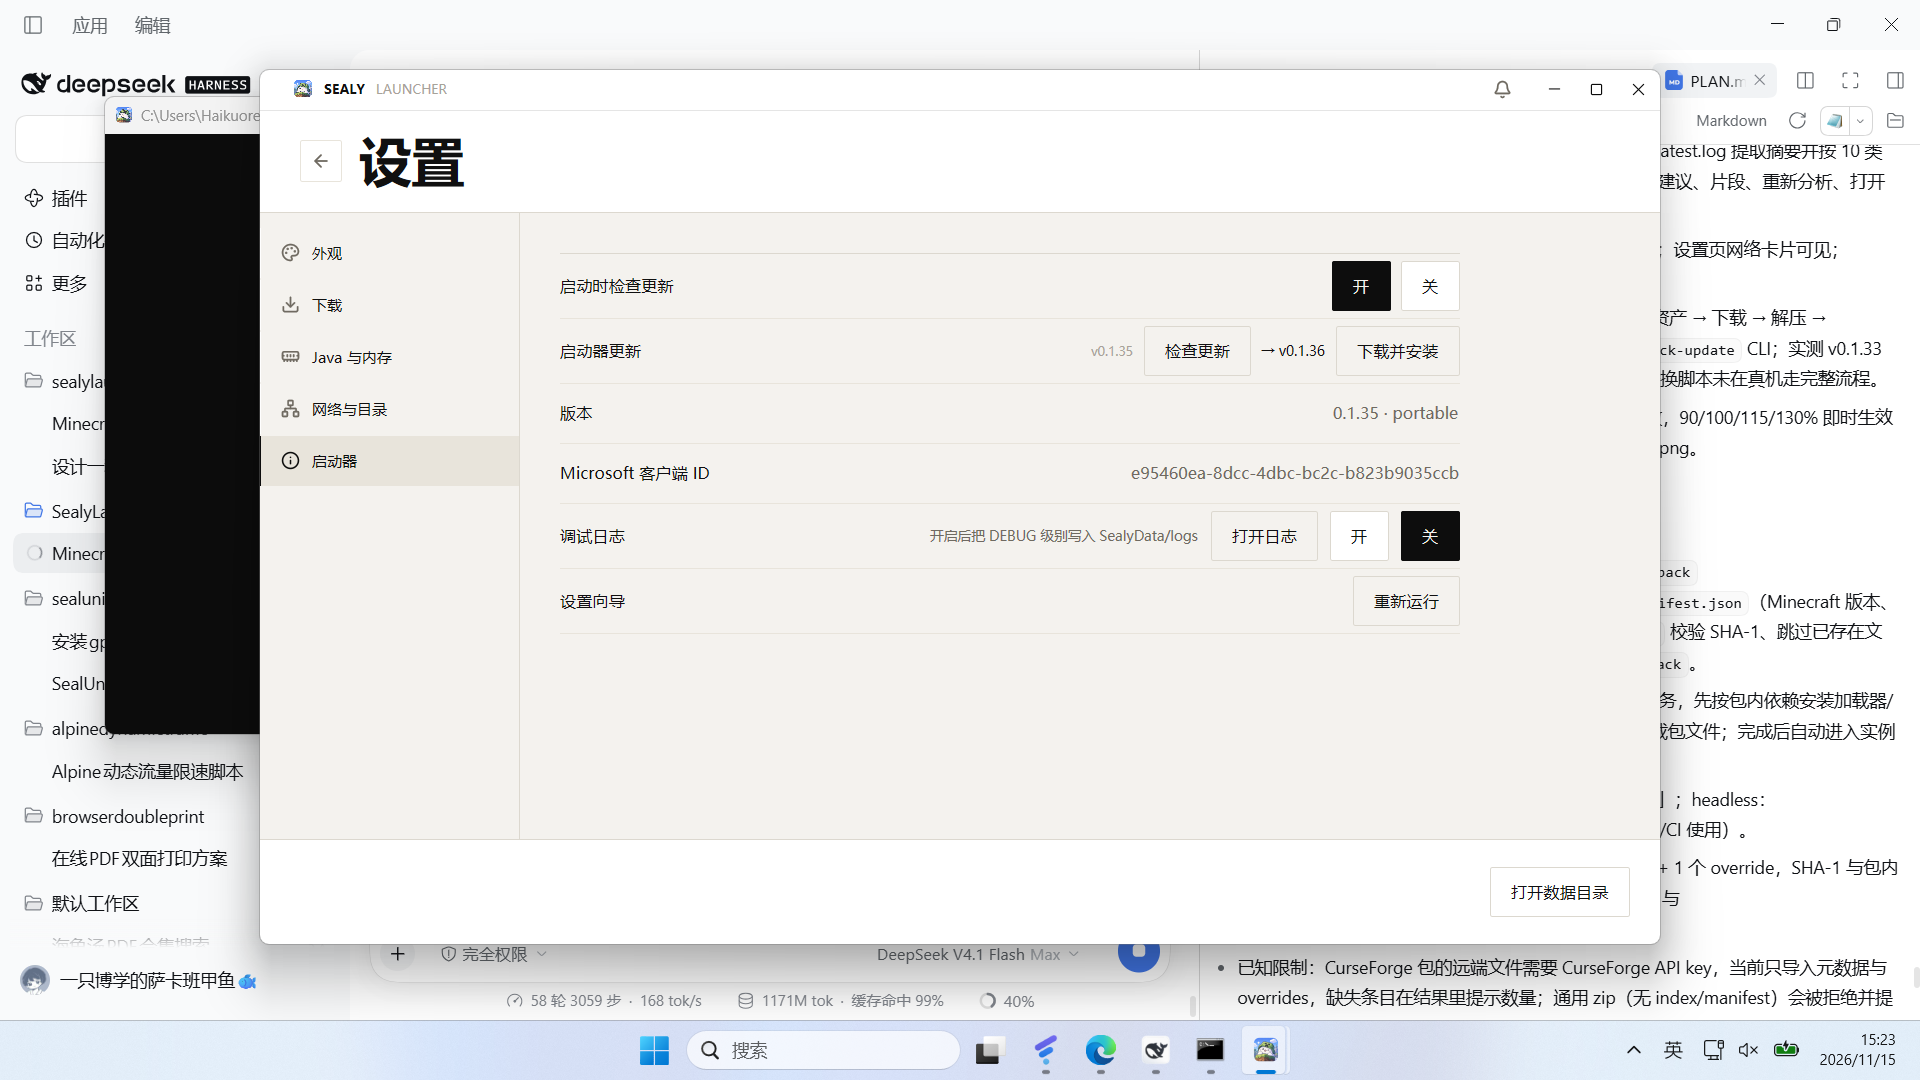 应用 编辑
deepseek HARNESS
C:\Users\Haikuore
插件
自动化
更多
工作区
sealyla
Minecr
设计一
SealyLa
Minecr
sealuni
安装gp
SealUn
Alpine动态流量限速脚本
browserdoubleprint
在线PDF双面打印方案
默认工作区
一只博学的萨卡班甲鱼
SEALY LAUNCHER
设置
外观
下载
Java 与内存
网络与目录
启动器
启动时检查更新 开 关
启动器更新 v0.1.35 检查更新 → v0.1.36 下载并安装
版本 0.1.35 · portable
Microsoft 客户端 ID e95460ea-8dcc-4dbc-bc2c-b823b9035ccb
调试日志 开启后把 DEBUG 级别写入 SealyData/logs 打开日志 开 关
设置向导 重新运行
打开数据目录
完全权限 DeepSeek V4.1 Flash Max
58 轮 3059 步 · 168 tok/s 1171M tok · 缓存命中 99% 40%
PLAN.m
Markdown
atest.log 提取摘要并按 10 类
建议、片段、重新分析、打开
；设置页网络卡片可见；
资产 → 下载 → 解压 →
ck-update CLI；实测 v0.1.33
换脚本未在真机走完整流程。
，90/100/115/130% 即时生效
png。
pack
ifest.json （Minecraft 版本、
校验 SHA-1、跳过已存在文
ack 。
务，先按包内依赖安装加载器/
载包文件；完成后自动进入实例
；headless：
/CI 使用）。
+ 1 个 override，SHA-1 与包内
与
• 已知限制：CurseForge 包的远端文件需要 CurseForge API key，当前只导入元数据与
overrides，缺失条目在结果里提示数量；通用 zip（无 index/manifest）会被拒绝并提
搜索
英
15:23
2026/11/15